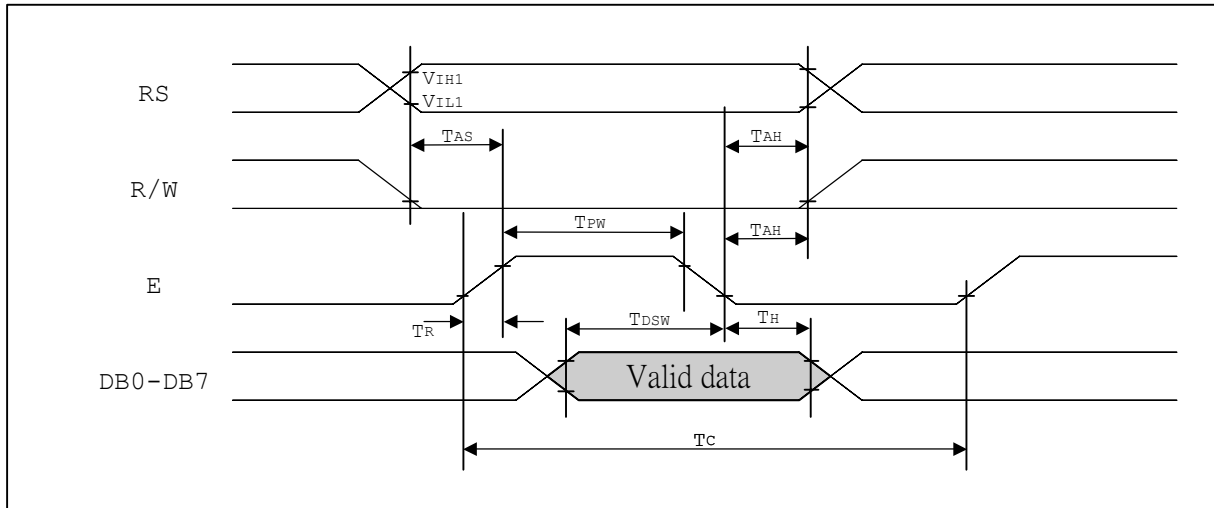 RS
VIH1
VIL1
TAS
TAH
R/W
TPW
TAH
E
TR
TDSW
TH
DB0-DB7
Valid data
TC